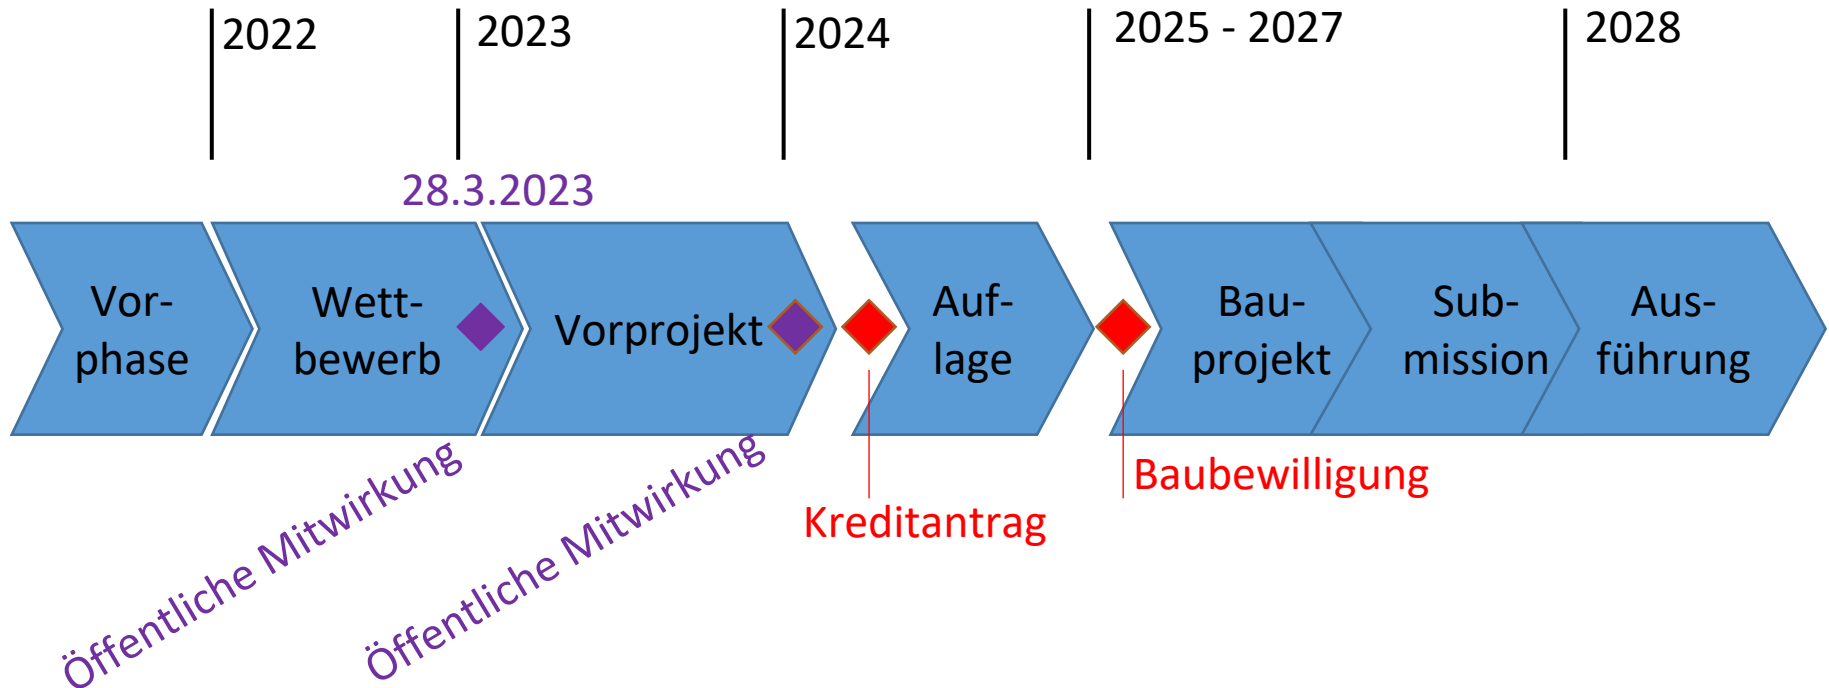 2022
2023
2024
2025 - 2027
2028
28.3.2023
Vor-
phase
Wett-
bewerb
Vorprojekt
Auf-
lage
Bau-
projekt
Sub-
mission
Aus-
führung
Öffentliche Mitwirkung
Öffentliche Mitwirkung
Kreditantrag
Baubewilligung